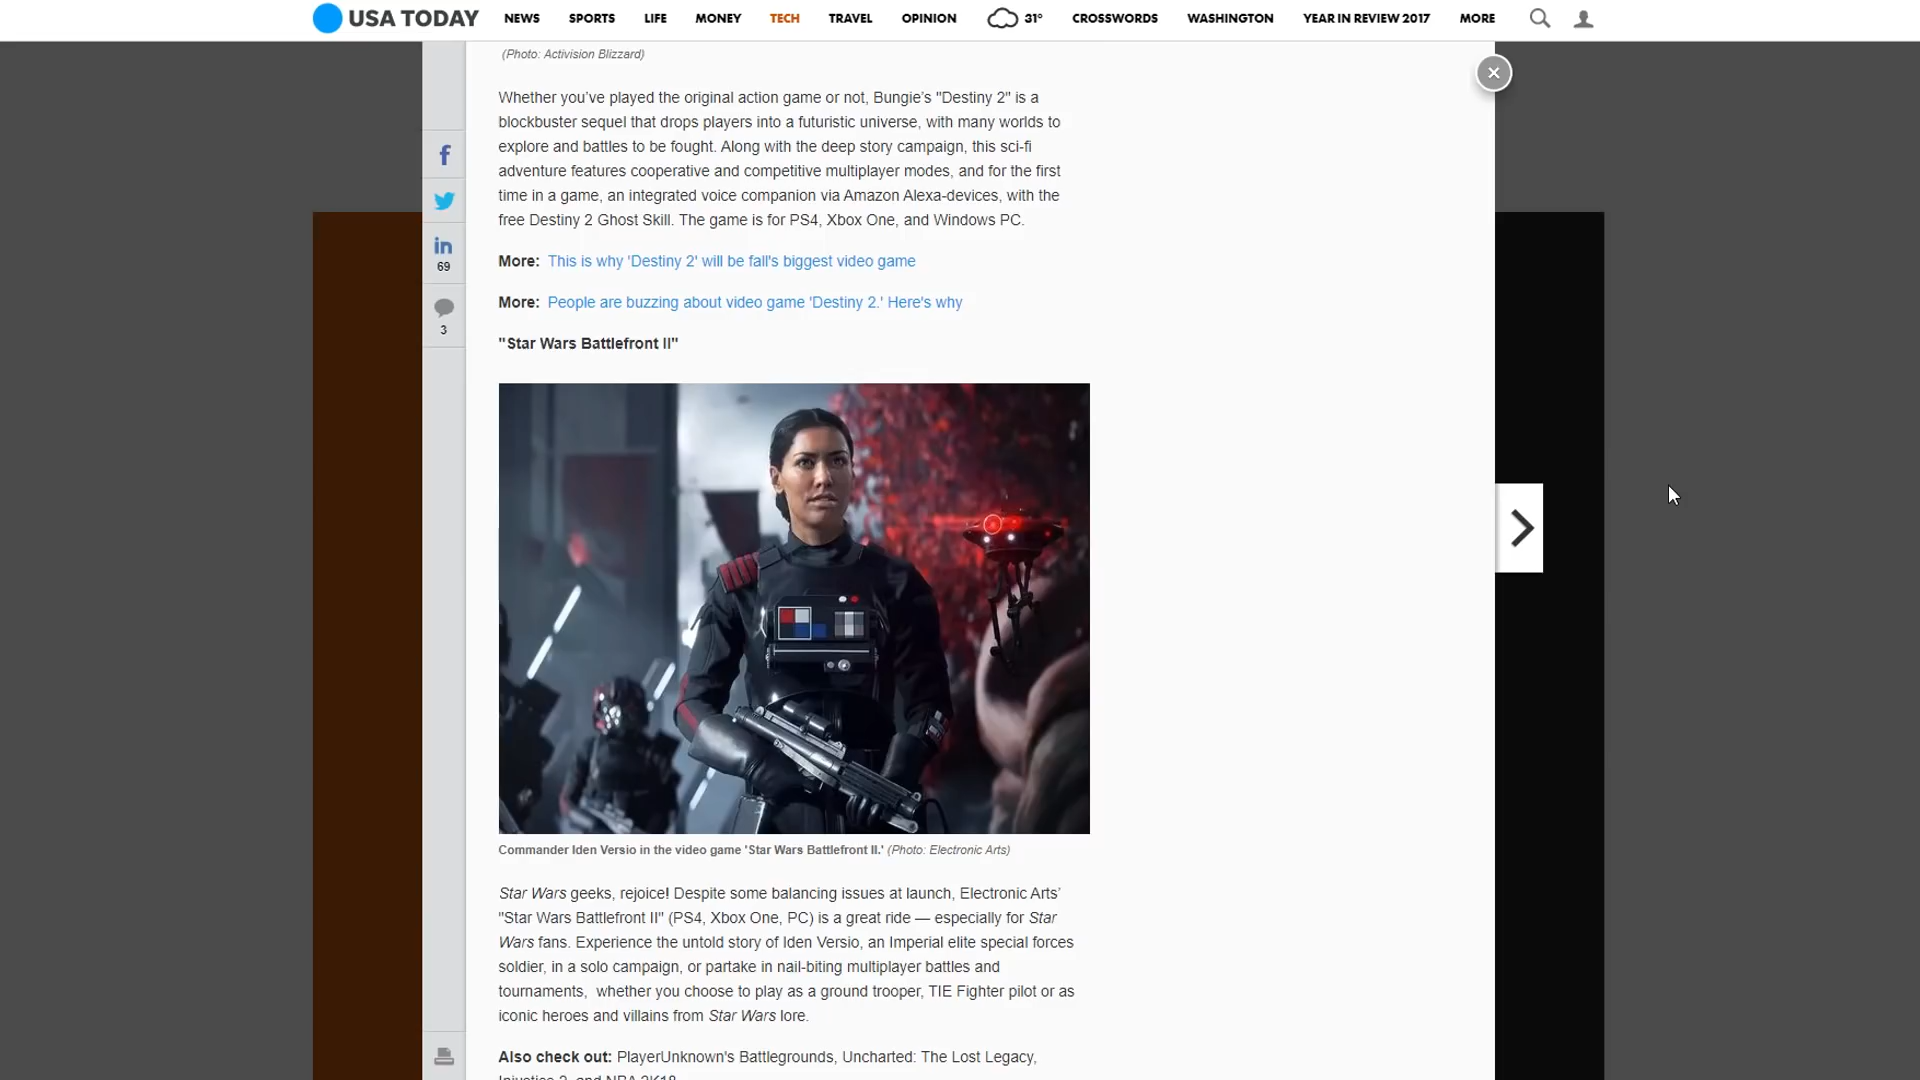 USA TODAY
NEWS SPORTS LIFE MONEY TECH TRAVEL OPINION 31° CROSSWORDS WASHINGTON YEAR IN REVIEW 2017 MORE
(Photo: Activision Blizzard)
Whether you've played the original action game or not, Bungie’s "Destiny 2" is a
blockbuster sequel that drops players into a futuristic universe, with many worlds to
explore and battles to be fought. Along with the deep story campaign, this sci-fi
adventure features cooperative and competitive multiplayer modes, and for the first
time in a game, an integrated voice companion via Amazon Alexa-devices, with the
free Destiny 2 Ghost Skill. The game is for PS4, Xbox One, and Windows PC.
More: This is why 'Destiny 2' will be fall's biggest video game
More: People are buzzing about video game 'Destiny 2.' Here's why
"Star Wars Battlefront II"
f
in
69
3
Commander Iden Versio in the video game 'Star Wars Battlefront II.' (Photo: Electronic Arts)
Star Wars geeks, rejoice! Despite some balancing issues at launch, Electronic Arts’
"Star Wars Battlefront II" (PS4, Xbox One, PC) is a great ride — especially for Star
Wars fans. Experience the untold story of Iden Versio, an Imperial elite special forces
soldier, in a solo campaign, or partake in nail-biting multiplayer battles and
tournaments, whether you choose to play as a ground trooper, TIE Fighter pilot or as
iconic heroes and villains from Star Wars lore.
Also check out: PlayerUnknown's Battlegrounds, Uncharted: The Lost Legacy,
Injustice 2, and NBA 2K18